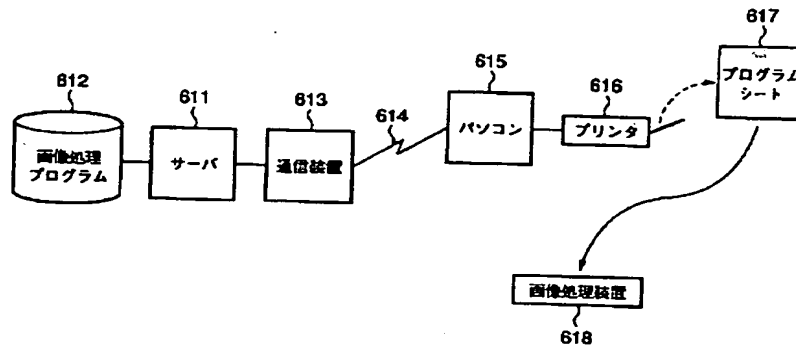 617
プログラム
シート
615
616
612
611
613
614
パソコン
プリンタ
画像処理
プログラム
サーバ
通信装置
画像処理装置
618